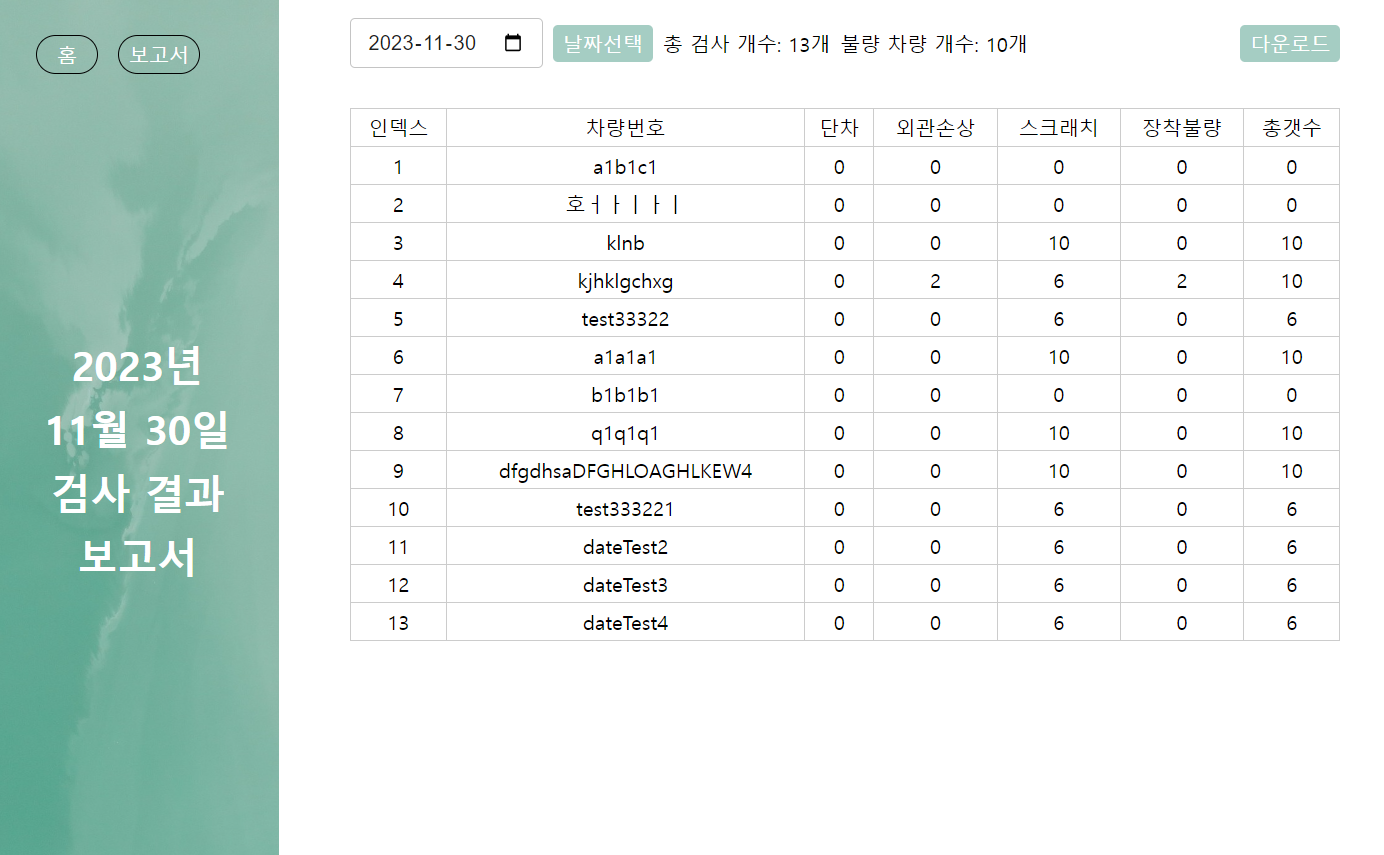 홈 보고서
2023년
11월 30일
검사 결과
보고서
2023-11-30 날짜선택 총 검사 개수: 13개 불량 차량 개수: 10개 다운로드
인덱스 차량번호 단차 외관손상 스크래치 장착불량 총갯수
1 a1b1c1 0 0 0 0 0
2 호ㅓㅏㅣㅏㅣ 0 0 0 0 0
3 klnb 0 0 10 0 10
4 kjhklgchxg 0 2 6 2 10
5 test33322 0 0 6 0 6
6 a1a1a1 0 0 10 0 10
7 b1b1b1 0 0 0 0 0
8 q1q1q1 0 0 10 0 10
9 dfgdhsaDFGHLOAGHLKEW4 0 0 10 0 10
10 test333221 0 0 6 0 6
11 dateTest2 0 0 6 0 6
12 dateTest3 0 0 6 0 6
13 dateTest4 0 0 6 0 6